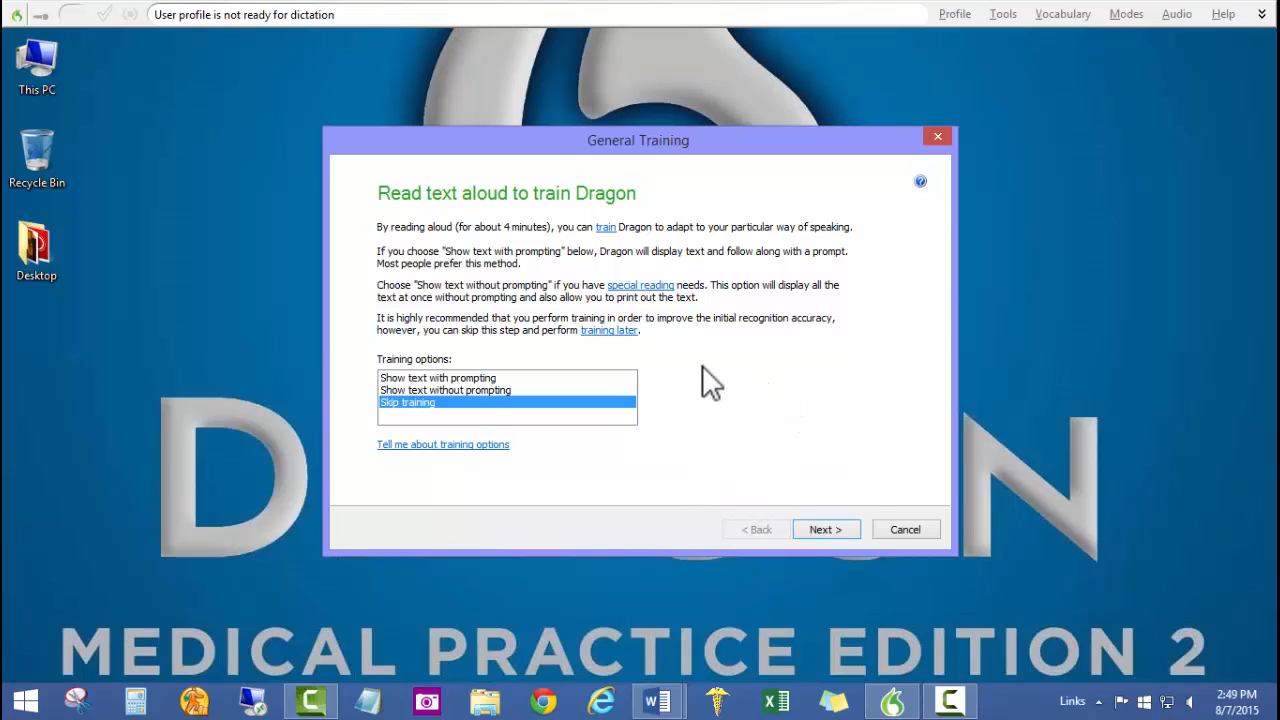 User profile is not ready for dictation
Profile Tools Vocabulary Modes Audio Help
This PC
Recycle Bin
Desktop
General Training
Read text aloud to train Dragon
By reading aloud (for about 4 minutes), you can train Dragon to adapt to your particular way of speaking.
If you choose "Show text with prompting" below, Dragon will display text and follow along with a prompt.
Most people prefer this method.
Choose "Show text without prompting" if you have special reading needs. This option will display all the
text at once without prompting and also allow you to print out the text.
It is highly recommended that you perform training in order to improve the initial recognition accuracy,
however, you can skip this step and perform training later.
Training options:
Show text with prompting
Show text without prompting
Skip training
Tell me about training options
< Back Next > Cancel
D ON
MEDICAL PRACTICE EDITION 2
Links
2:49 PM
8/7/2015